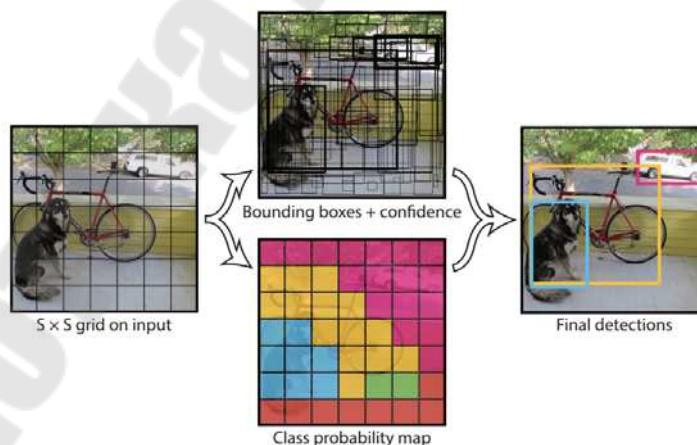 Bounding boxes + confidence
S × S grid on input
Final detections
Class probability map